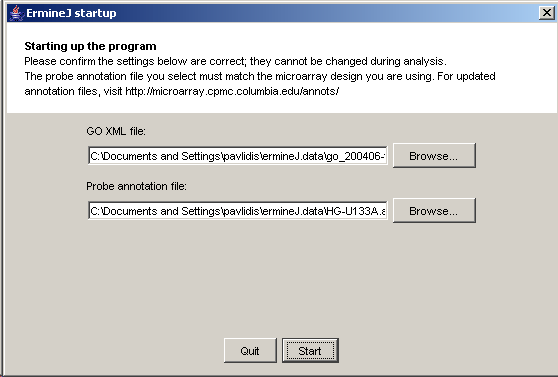 ErmineJ startup
Starting up the program
Please confirm the settings below are correct; they cannot be changed during analysis.
The probe annotation file you select must match the microarray design you are using. For updated
annotation files, visit http://microarray.cpmc.columbia.edu/annots/
GO XML file:
C:\Documents and Settings\pavlidis\ermineJ.data\go_200406-
Browse...
Probe annotation file:
C:\Documents and Settings\pavlidis\ermineJ.data\HG-U133A.a
Browse...
Quit
Start